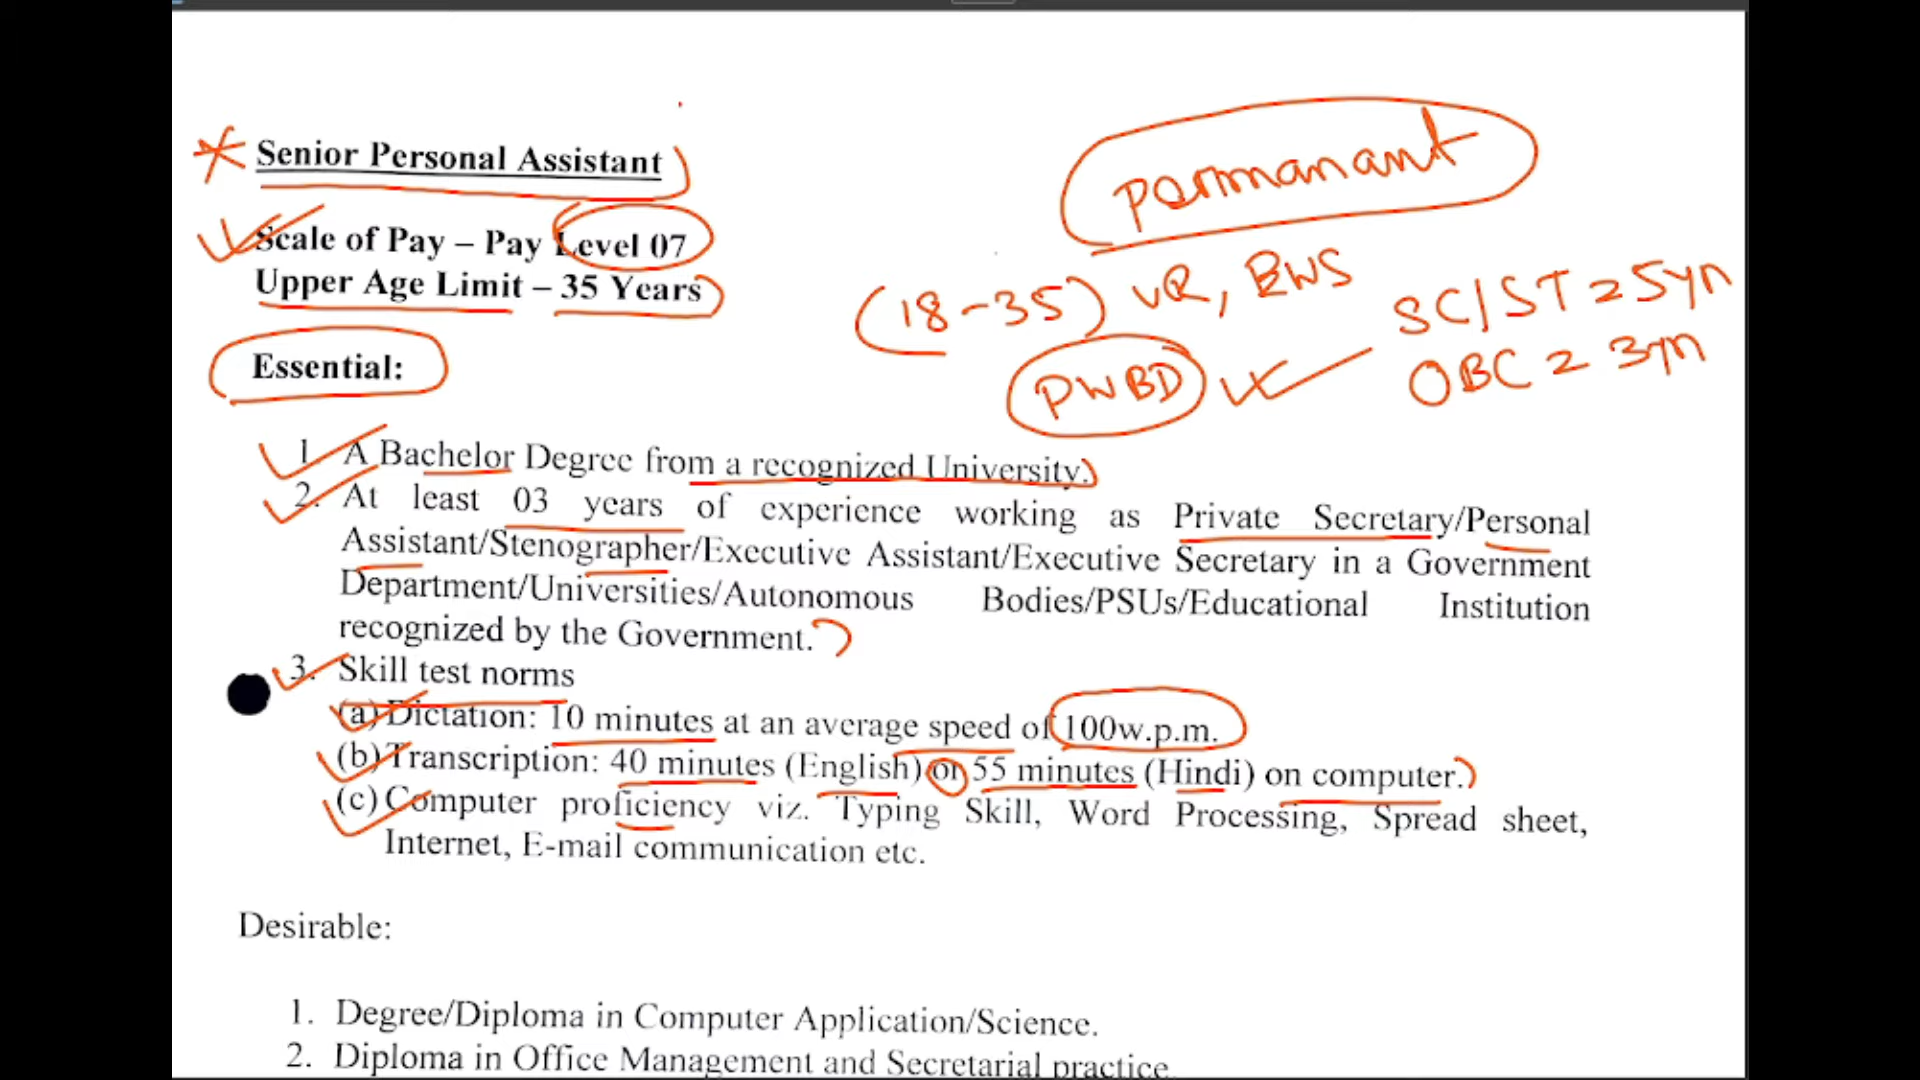 Senior Personal Assistant
permanant
Scale of Pay – Pay Level 07
Upper Age Limit – 35 Years
(18-35) UR, EWS
SC/ST = 5yr
PWBD
OBC = 3yr
Essential:
1. A Bachelor Degree from a recognized University.
2. At least 03 years of experience working as Private Secretary/Personal
Assistant/Stenographer/Executive Assistant/Executive Secretary in a Government
Department/Universities/Autonomous Bodies/PSUs/Educational Institution
recognized by the Government.
3. Skill test norms
(a) Dictation: 10 minutes at an average speed of 100w.p.m.
(b) Transcription: 40 minutes (English) or 55 minutes (Hindi) on computer.
(c) Computer proficiency viz. Typing Skill, Word Processing, Spread sheet,
Internet, E-mail communication etc.
Desirable:
1. Degree/Diploma in Computer Application/Science.
2. Diploma in Office Management and Secretarial practice.